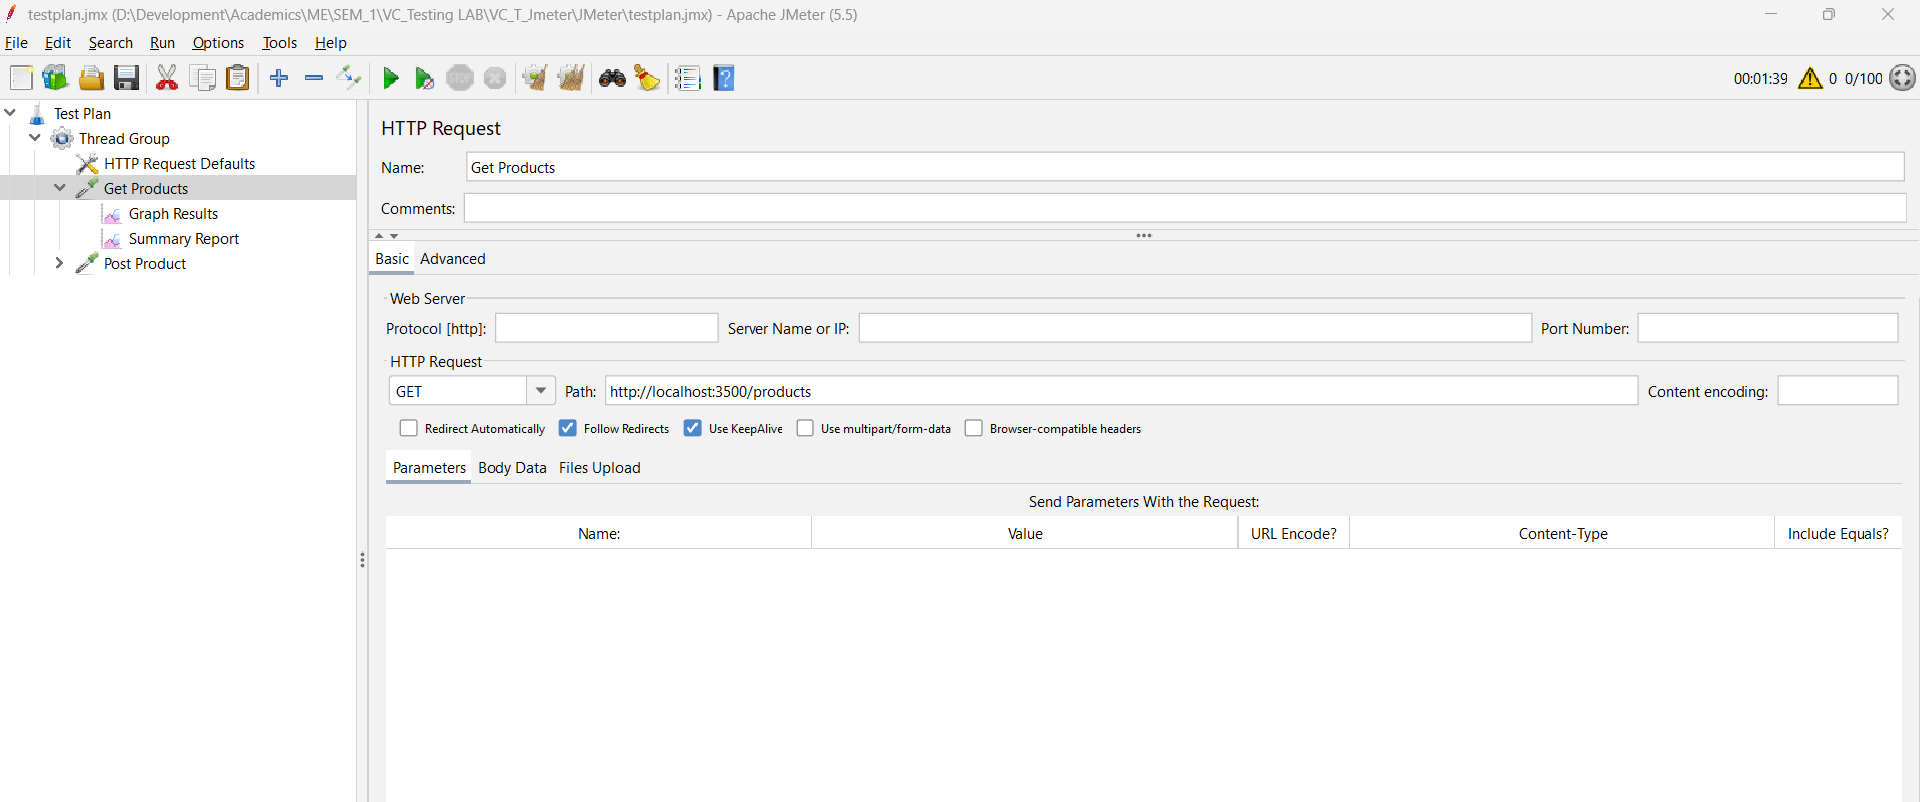 testplan.jmx (D:\Development\Academics\ME\SEM_1\VC_Testing LAB\VC_T_Jmeter\JMeter\testplan.jmx) - Apache JMeter (5.5)
File Edit Search Run Options Tools Help
STOP 00:01:39 0 0/100
Test Plan
Thread Group
HTTP Request Defaults
Get Products
Graph Results
Summary Report
Post Product
HTTP Request
Name: Get Products
Comments:
Basic Advanced
Web Server
Protocol [http]: Server Name or IP: Port Number:
HTTP Request
GET Path: http://localhost:3500/products Content encoding:
Redirect Automatically Follow Redirects Use KeepAlive Use multipart/form-data Browser-compatible headers
Parameters Body Data Files Upload
Send Parameters With the Request:
Name: Value URL Encode? Content-Type Include Equals?